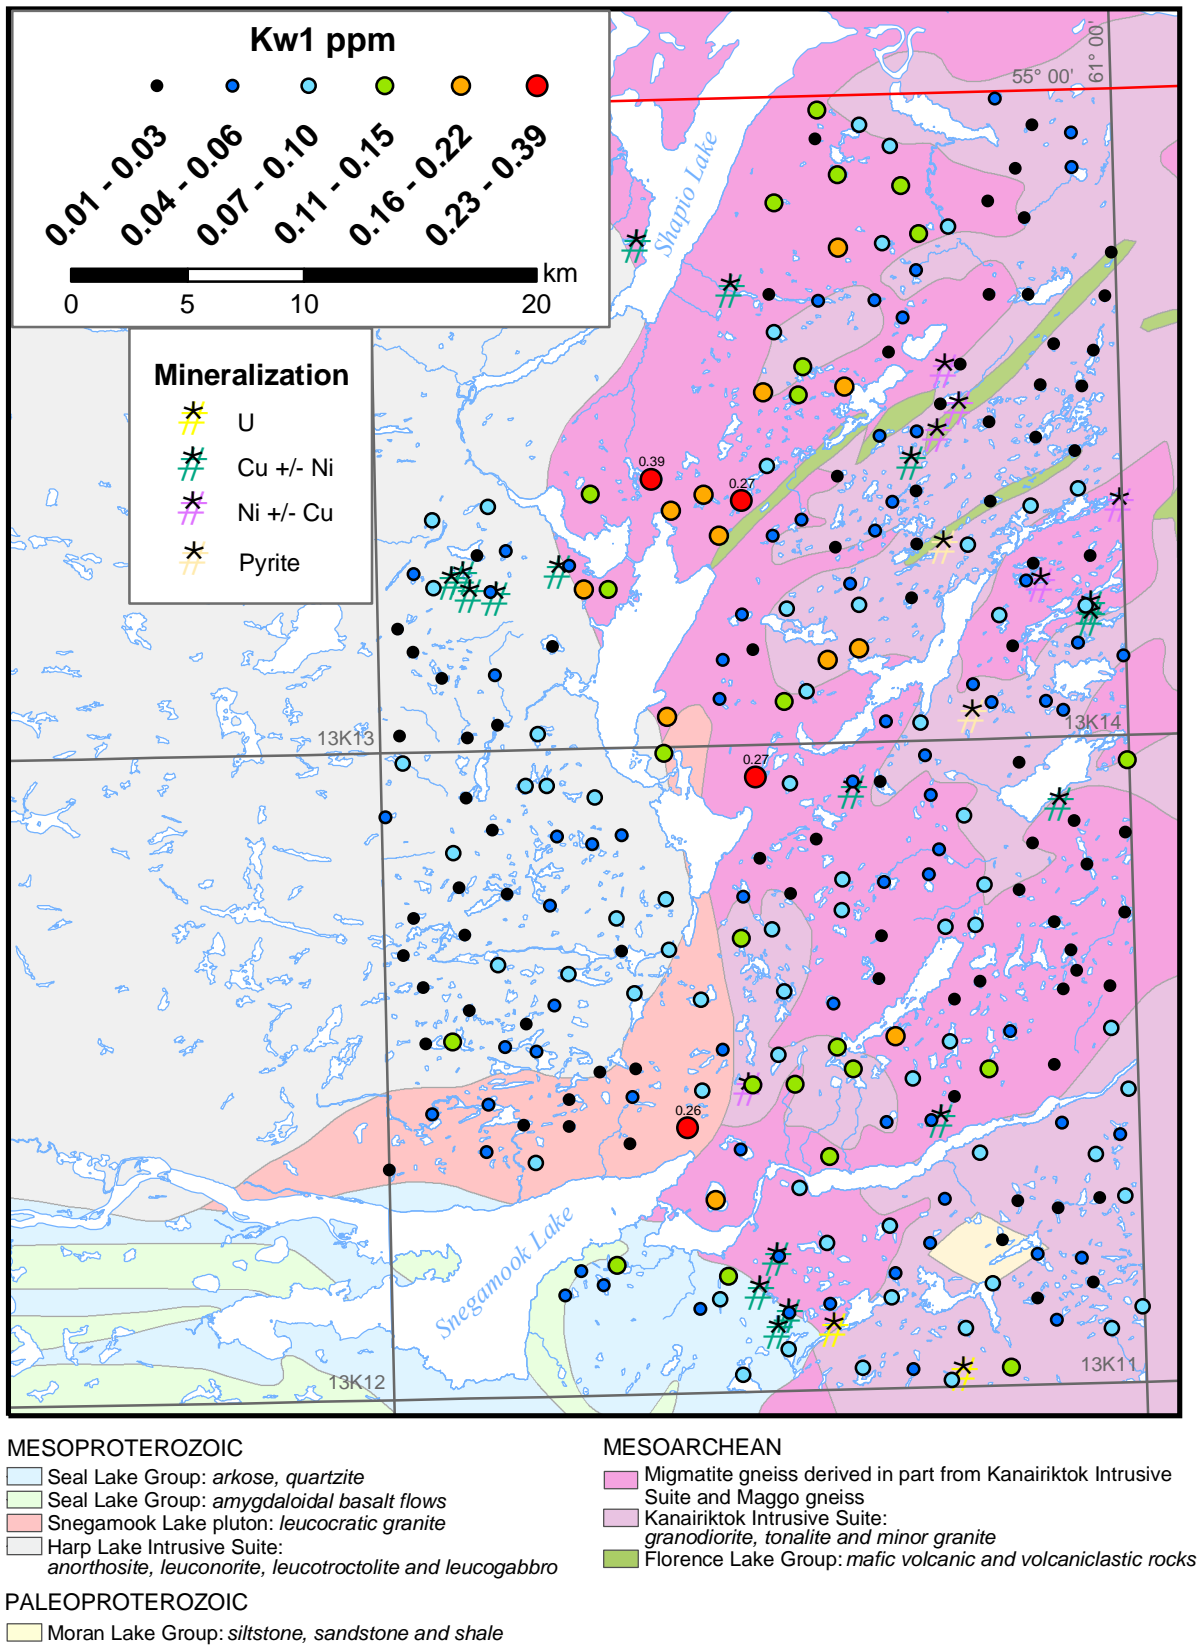 Kw1 ppm
0.01 - 0.03
0.04 - 0.06
0.07 - 0.10
0.11 - 0.15
0.16 - 0.22
0.23 - 0.39
km
0 5 10 20
Mineralization
U
Cu +/- Ni
Ni +/- Cu
Pyrite
55° 00'
61° 00'
Shapio Lake
0.39
0.27
13K13
13K14
0.27
0.26
Snegamook Lake
13K12
13K11
MESOPROTEROZOIC
Seal Lake Group: arkose, quartzite
Seal Lake Group: amygdaloidal basalt flows
Snegamook Lake pluton: leucocratic granite
Harp Lake Intrusive Suite:
anorthosite, leuconorite, leucotroctolite and leucogabbro
PALEOPROTEROZOIC
Moran Lake Group: siltstone, sandstone and shale
MESOARCHEAN
Migmatite gneiss derived in part from Kanairiktok Intrusive
Suite and Maggo gneiss
Kanairiktok Intrusive Suite:
granodiorite, tonalite and minor granite
Florence Lake Group: mafic volcanic and volcaniclastic rocks